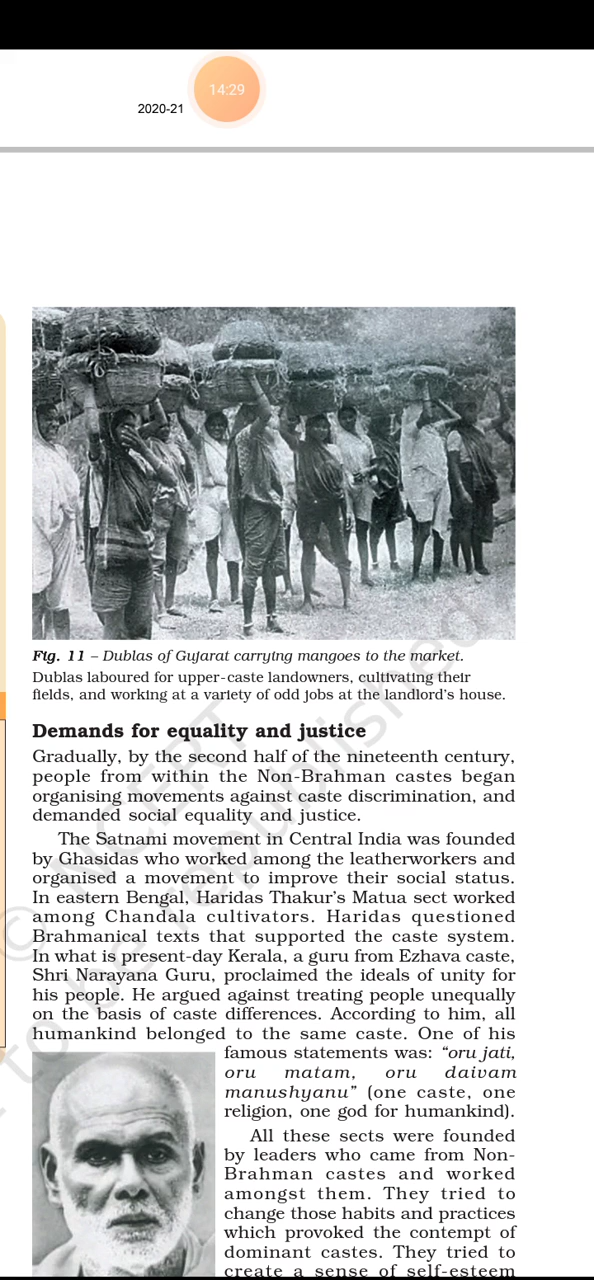 14:29
2020-21
Fig. 11 – Dublas of Gujarat carrying mangoes to the market.
Dublas laboured for upper-caste landowners, cultivating their
fields, and working at a variety of odd jobs at the landlord's house.
Demands for equality and justice
Gradually, by the second half of the nineteenth century,
people from within the Non-Brahman castes began
organising movements against caste discrimination, and
demanded social equality and justice.
The Satnami movement in Central India was founded
by Ghasidas who worked among the leatherworkers and
organised a movement to improve their social status.
In eastern Bengal, Haridas Thakur's Matua sect worked
among Chandala cultivators. Haridas questioned
Brahmanical texts that supported the caste system.
In what is present-day Kerala, a guru from Ezhava caste,
Shri Narayana Guru, proclaimed the ideals of unity for
his people. He argued against treating people unequally
on the basis of caste differences. According to him, all
humankind belonged to the same caste. One of his
famous statements was: “oru jati,
oru matam, oru daivam
manushyanu” (one caste, one
religion, one god for humankind).
All these sects were founded
by leaders who came from Non-
Brahman castes and worked
amongst them. They tried to
change those habits and practices
which provoked the contempt of
dominant castes. They tried to
create a sense of self-esteem
© NCERT
to be republished